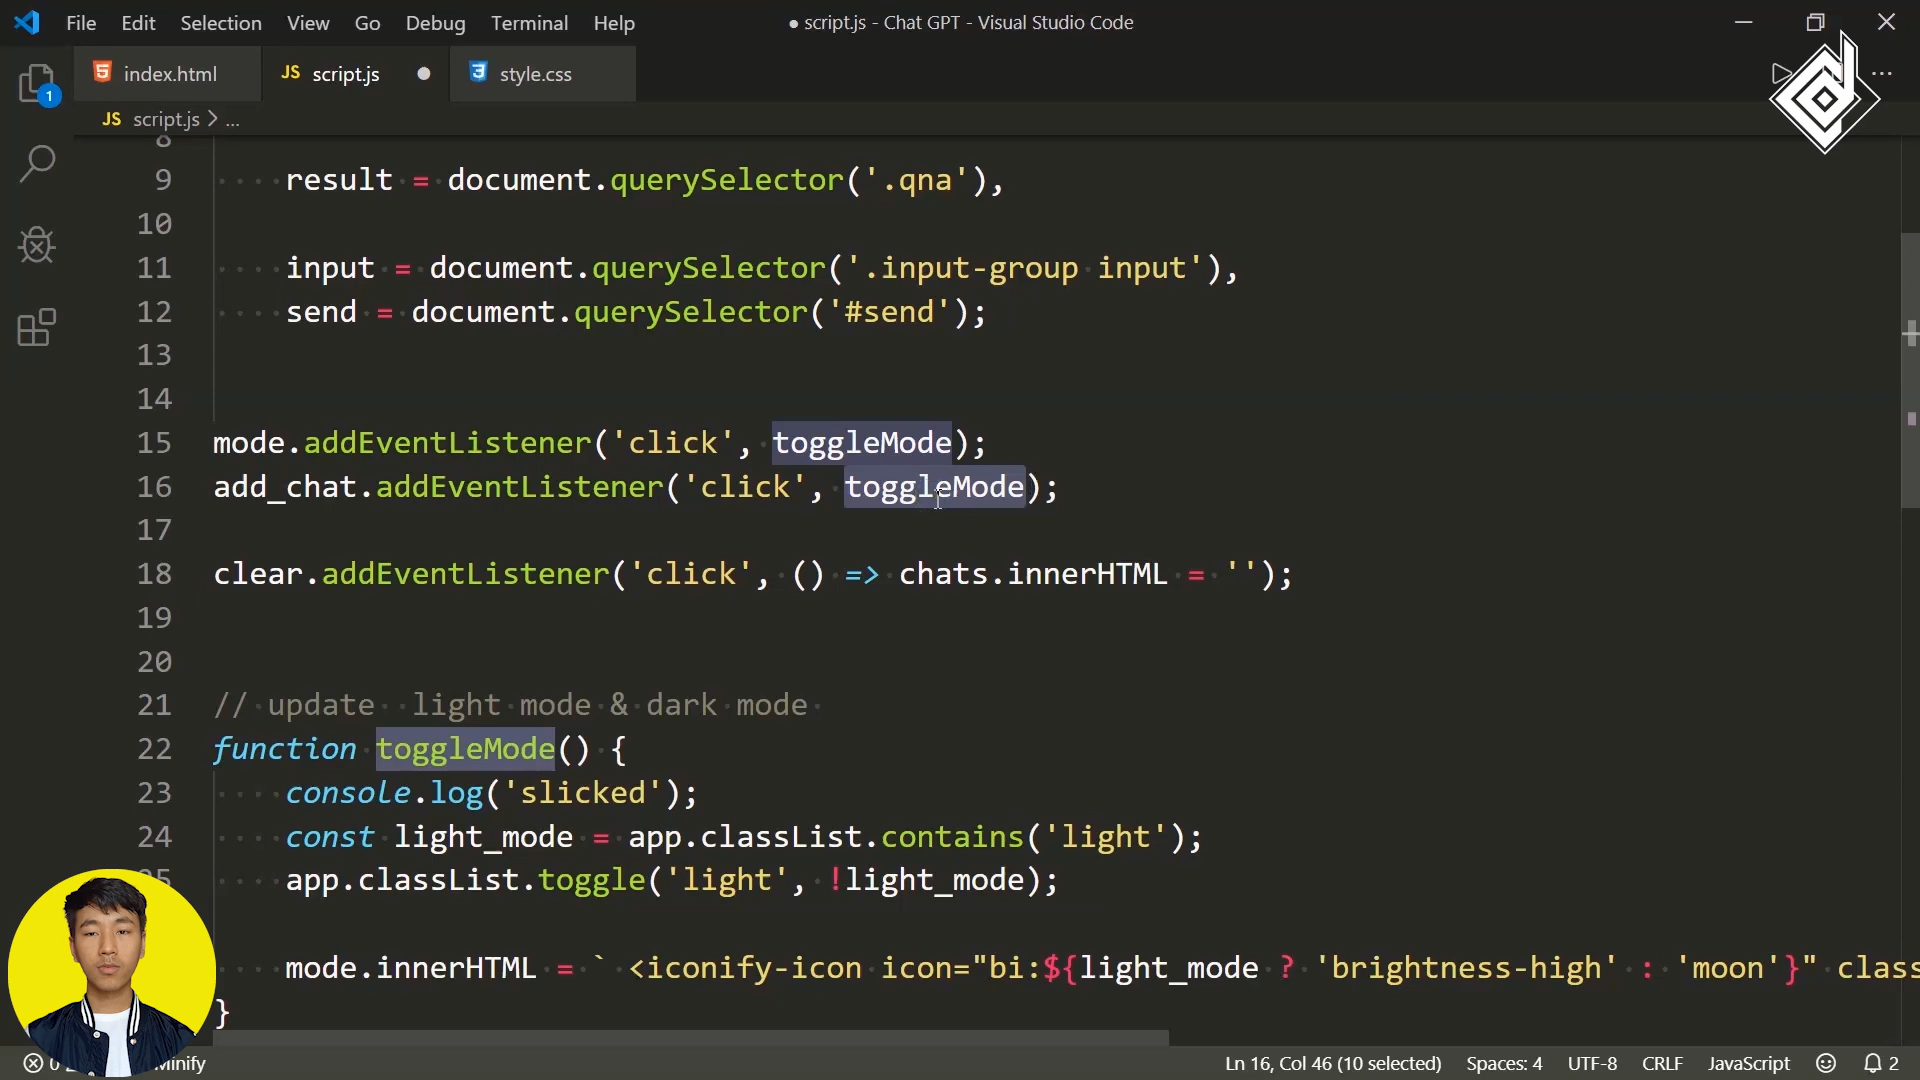 File Edit Selection View Go Debug Terminal Help
● script.js - Chat GPT - Visual Studio Code
index.html
JS script.js ●
style.css
JS script.js > ...
8
9 result = document.querySelector('.qna'),
10
11 input = document.querySelector('.input-group input'),
12 send = document.querySelector('#send');
13
14
15 mode.addEventListener('click', toggleMode);
16 add_chat.addEventListener('click', toggleMode);
17
18 clear.addEventListener('click', () => chats.innerHTML = '');
19
20
21 // update  light mode & dark mode
22 function toggleMode() {
23 console.log('slicked');
24 const light_mode = app.classList.contains('light');
25 app.classList.toggle('light', !light_mode);
mode.innerHTML = ` <iconify-icon icon="bi:${light_mode ? 'brightness-high' : 'moon'}" class
}
1
0
Ln 16, Col 46 (10 selected) Spaces: 4 UTF-8 CRLF JavaScript 2